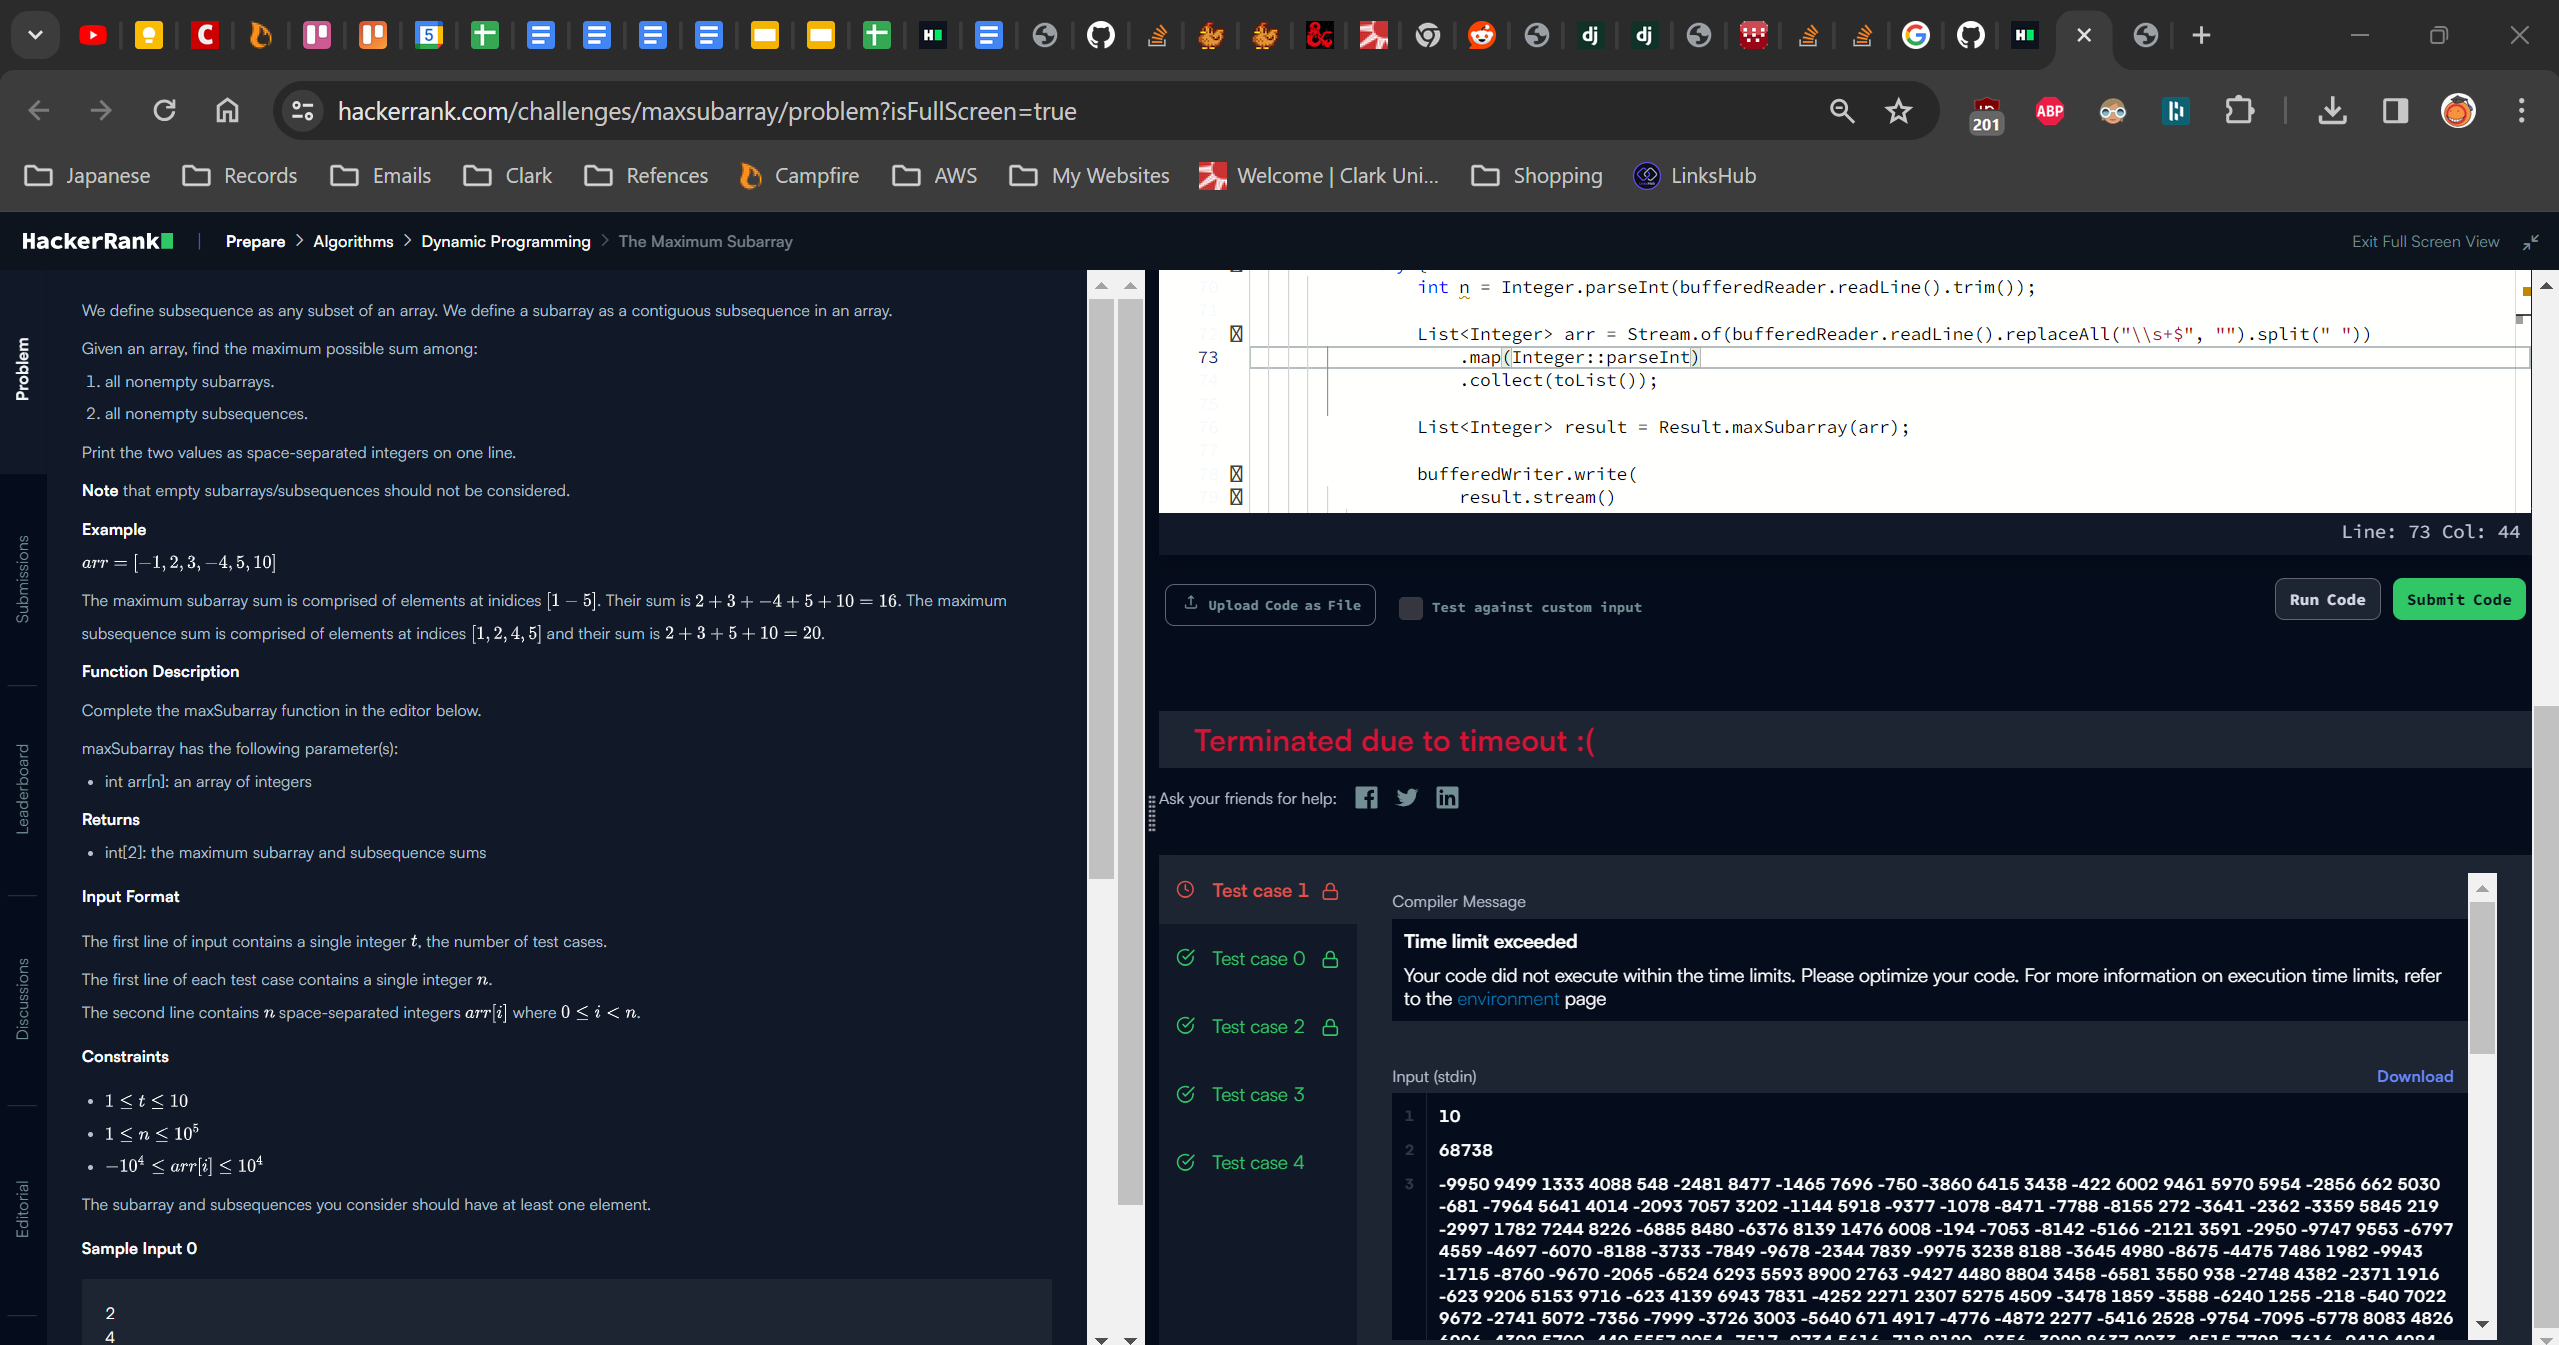 hackerrank.com/challenges/maxsubarray/problem?isFullScreen=true
201
ABP
Japanese
Records
Emails
Clark
Refences
Campfire
AWS
My Websites
Welcome | Clark Uni...
Shopping
LinksHub
HackerRank
Prepare > Algorithms > Dynamic Programming > The Maximum Subarray
Exit Full Screen View
Problem
Submissions
Leaderboard
Discussions
Editorial
We define subsequence as any subset of an array. We define a subarray as a contiguous subsequence in an array.
Given an array, find the maximum possible sum among:
1. all nonempty subarrays.
2. all nonempty subsequences.
Print the two values as space-separated integers on one line.
Note that empty subarrays/subsequences should not be considered.
Example
arr = [−1, 2, 3, −4, 5, 10]
The maximum subarray sum is comprised of elements at inidices [1 − 5]. Their sum is 2 + 3 + −4 + 5 + 10 = 16. The maximum
subsequence sum is comprised of elements at indices [1, 2, 4, 5] and their sum is 2 + 3 + 5 + 10 = 20.
Function Description
Complete the maxSubarray function in the editor below.
maxSubarray has the following parameter(s):
• int arr[n]: an array of integers
Returns
• int[2]: the maximum subarray and subsequence sums
Input Format
The first line of input contains a single integer t, the number of test cases.
The first line of each test case contains a single integer n.
The second line contains n space-separated integers arr[i] where 0 ≤ i < n.
Constraints
• 1 ≤ t ≤ 10
• 1 ≤ n ≤ 10⁵
• −10⁴ ≤ arr[i] ≤ 10⁴
The subarray and subsequences you consider should have at least one element.
Sample Input 0
2
4
int n = Integer.parseInt(bufferedReader.readLine().trim());
List<Integer> arr = Stream.of(bufferedReader.readLine().replaceAll("\\s+$", "").split(" "))
73 .map(Integer::parseInt)
.collect(toList());
List<Integer> result = Result.maxSubarray(arr);
bufferedWriter.write(
result.stream()
Line: 73 Col: 44
Upload Code as File
Test against custom input
Run Code
Submit Code
Terminated due to timeout :(
Ask your friends for help:
Test case 1
Test case 0
Test case 2
Test case 3
Test case 4
Compiler Message
Time limit exceeded
Your code did not execute within the time limits. Please optimize your code. For more information on execution time limits, refer
to the environment page
Input (stdin)
Download
1 10
2 68738
3 -9950 9499 1333 4088 548 -2481 8477 -1465 7696 -750 -3860 6415 3438 -422 6002 9461 5970 5954 -2856 662 5030
-681 -7964 5641 4014 -2093 7057 3202 -1144 5918 -9377 -1078 -8471 -7788 -8155 272 -3641 -2362 -3359 5845 219
-2997 1782 7244 8226 -6885 8480 -6376 8139 1476 6008 -194 -7053 -8142 -5166 -2121 3591 -2950 -9747 9553 -6797
4559 -4697 -6070 -8188 -3733 -7849 -9678 -2344 7839 -9975 3238 8188 -3645 4980 -8675 -4475 7486 1982 -9943
-1715 -8760 -9670 -2065 -6524 6293 5593 8900 2763 -9427 4480 8804 3458 -6581 3550 938 -2748 4382 -2371 1916
-623 9206 5153 9716 -623 4139 6943 7831 -4252 2271 2307 5275 4509 -3478 1859 -3588 -6240 1255 -218 -540 7022
9672 -2741 5072 -7356 -7999 -3726 3003 -5640 671 4917 -4776 -4872 2277 -5416 2528 -9754 -7095 -5778 8083 4826